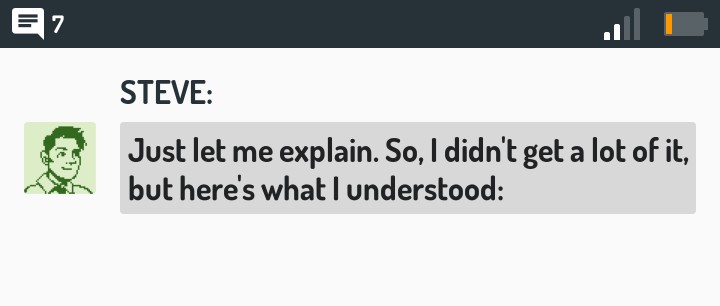 7
STEVE:
Just let me explain. So, I didn't get a lot of it,
but here's what I understood: